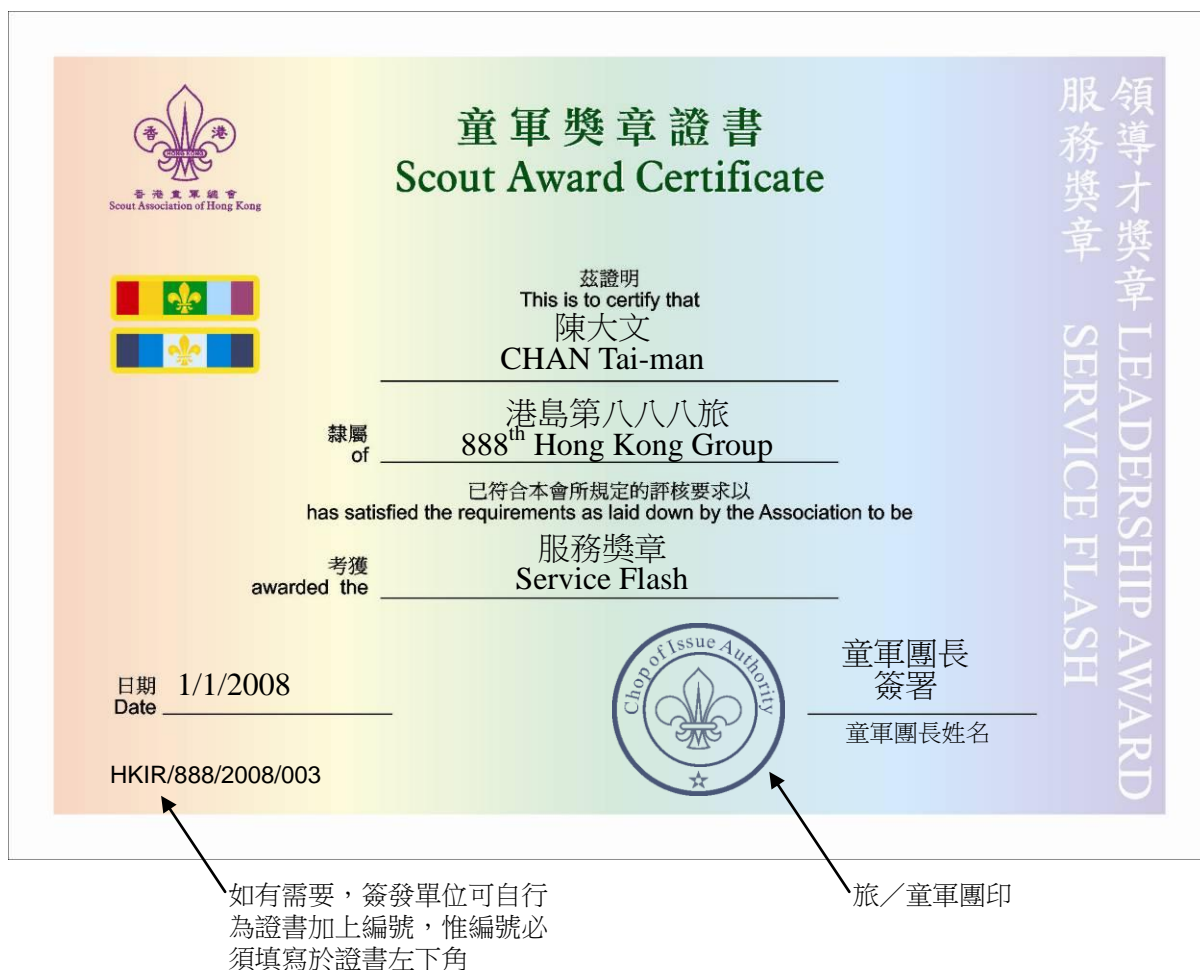 香 港
HONG KONG
香港童軍總會
Scout Association of Hong Kong
童軍獎章證書
Scout Award Certificate
茲證明
This is to certify that
陳大文
CHAN Tai-man
隸屬
of
港島第八八八旅
888th Hong Kong Group
已符合本會所規定的評核要求以
has satisfied the requirements as laid down by the Association to be
考獲
awarded the
服務獎章
Service Flash
日期
Date
1/1/2008
HKIR/888/2008/003
Chop of Issue Authority
童軍團長
簽署
童軍團長姓名
領導才獎章 LEADERSHIP AWARD
服務獎章 SERVICE FLASH
如有需要，簽發單位可自行
為證書加上編號，惟編號必
須填寫於證書左下角
旅／童軍團印